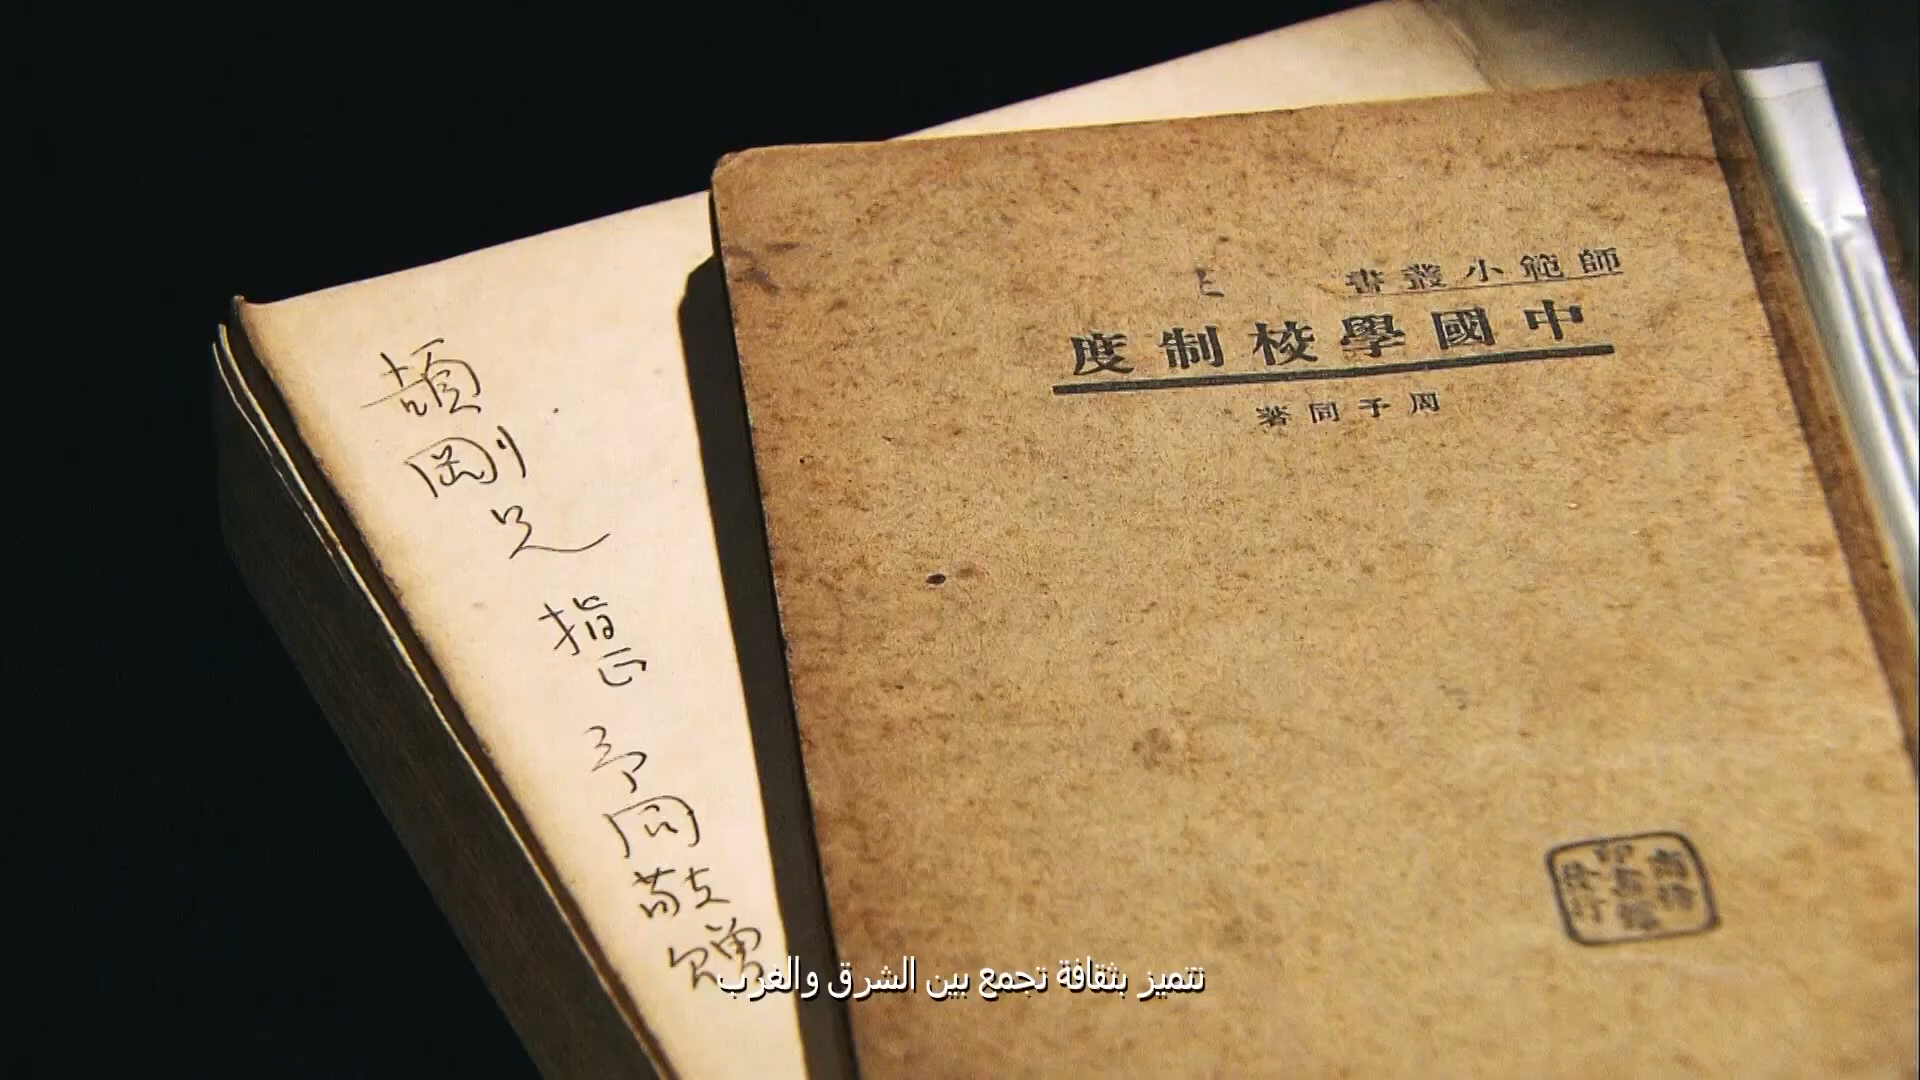 師範小叢書
中國學校制度
周予同著
頡剛兄
指正
予同敬贈
商務
印書館
發行
تتميز بثقافة تجمع بين الشرق والغرب